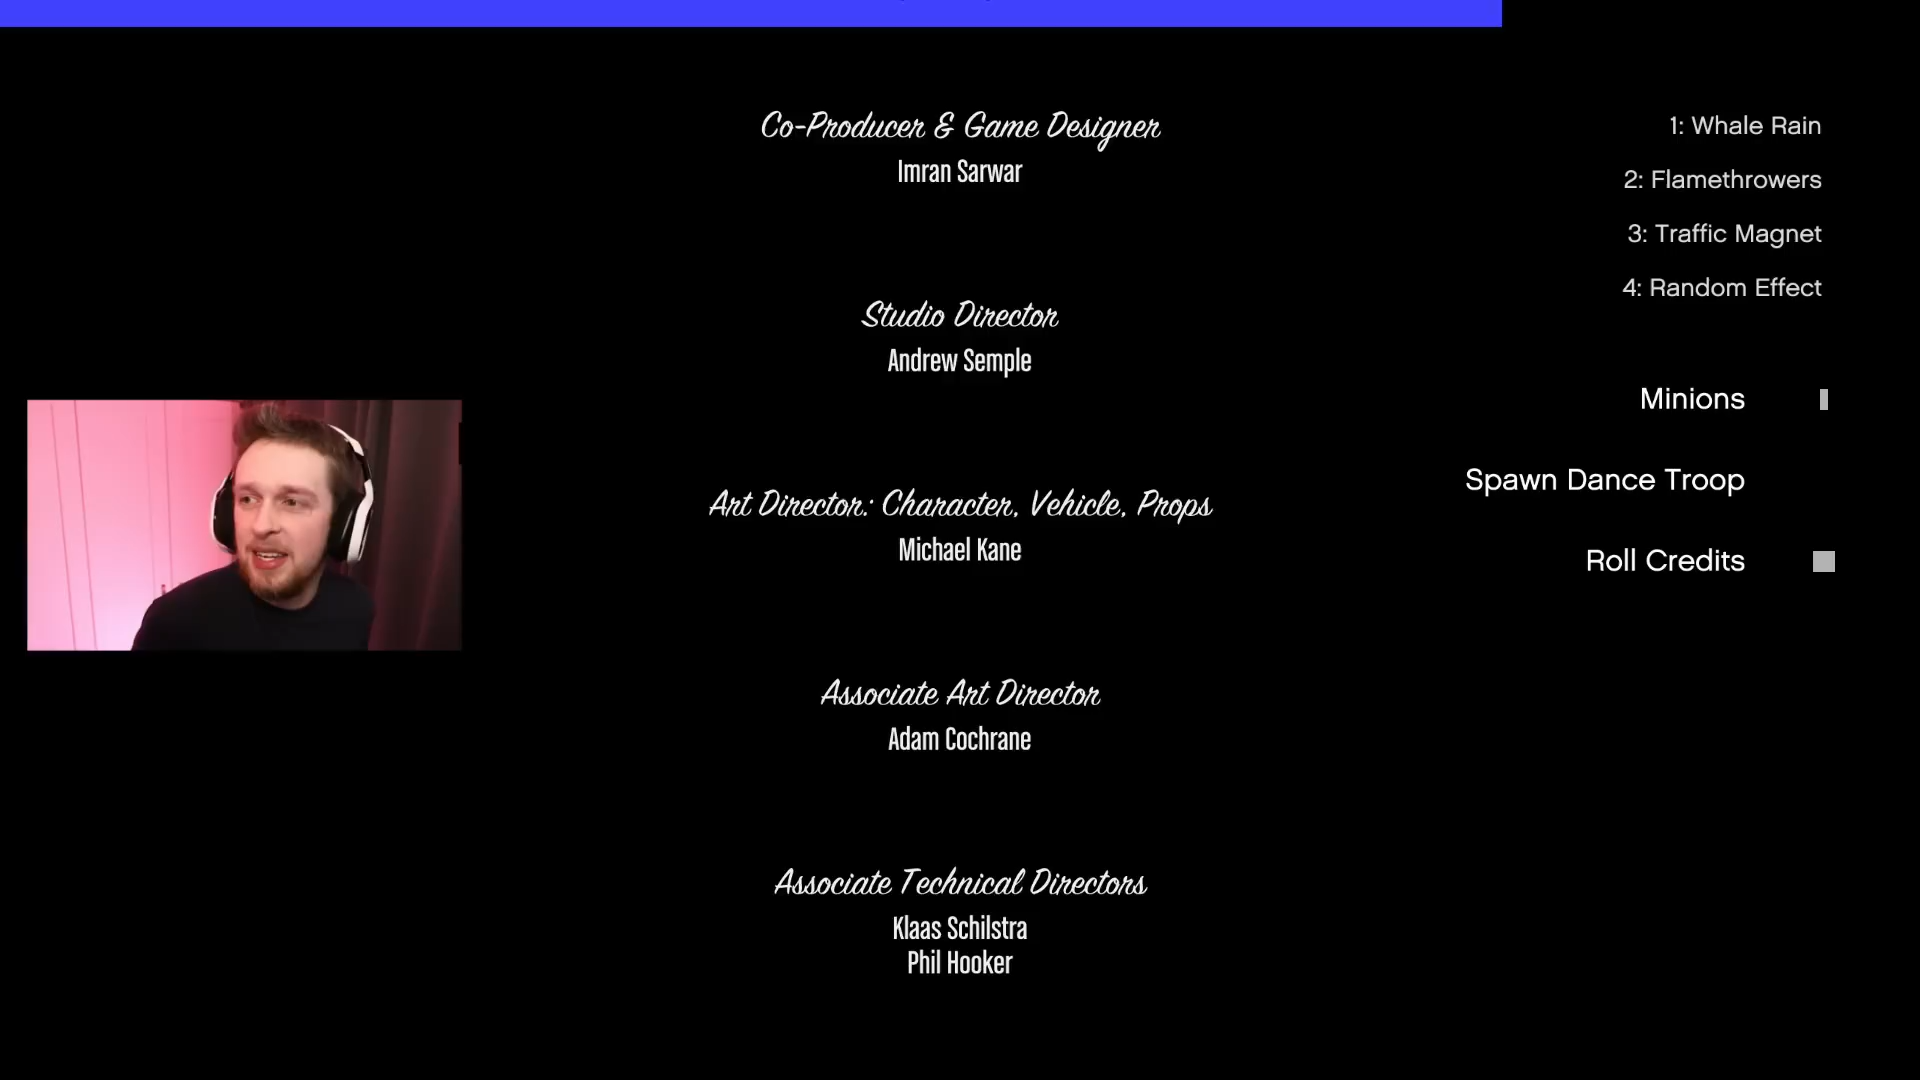 Co-Producer & Game Designer
Imran Sarwar
Studio Director
Andrew Semple
Art Director: Character, Vehicle, Props
Michael Kane
Associate Art Director
Adam Cochrane
Associate Technical Directors
Klaas Schilstra
Phil Hooker
1: Whale Rain
2: Flamethrowers
3: Traffic Magnet
4: Random Effect
Minions
Spawn Dance Troop
Roll Credits